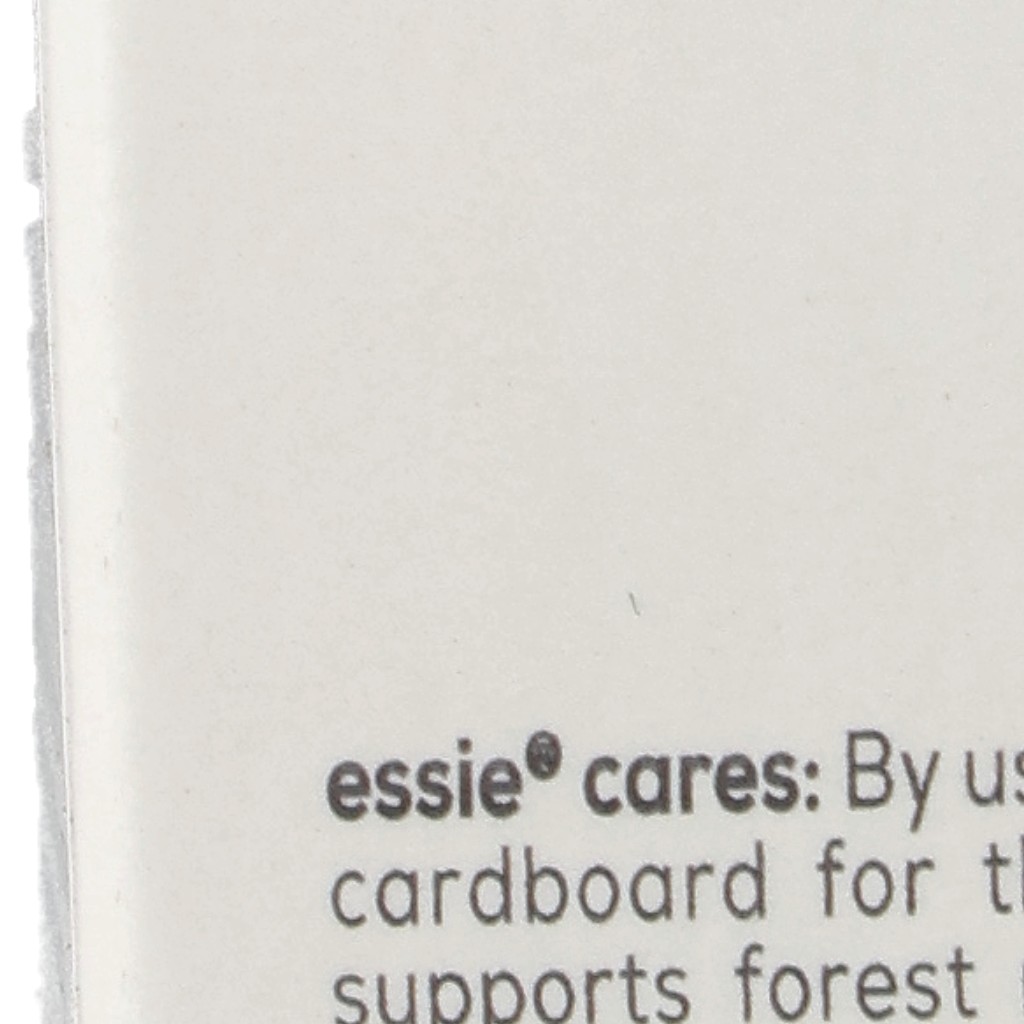 essie® cares: By
cardboard for
supports forest